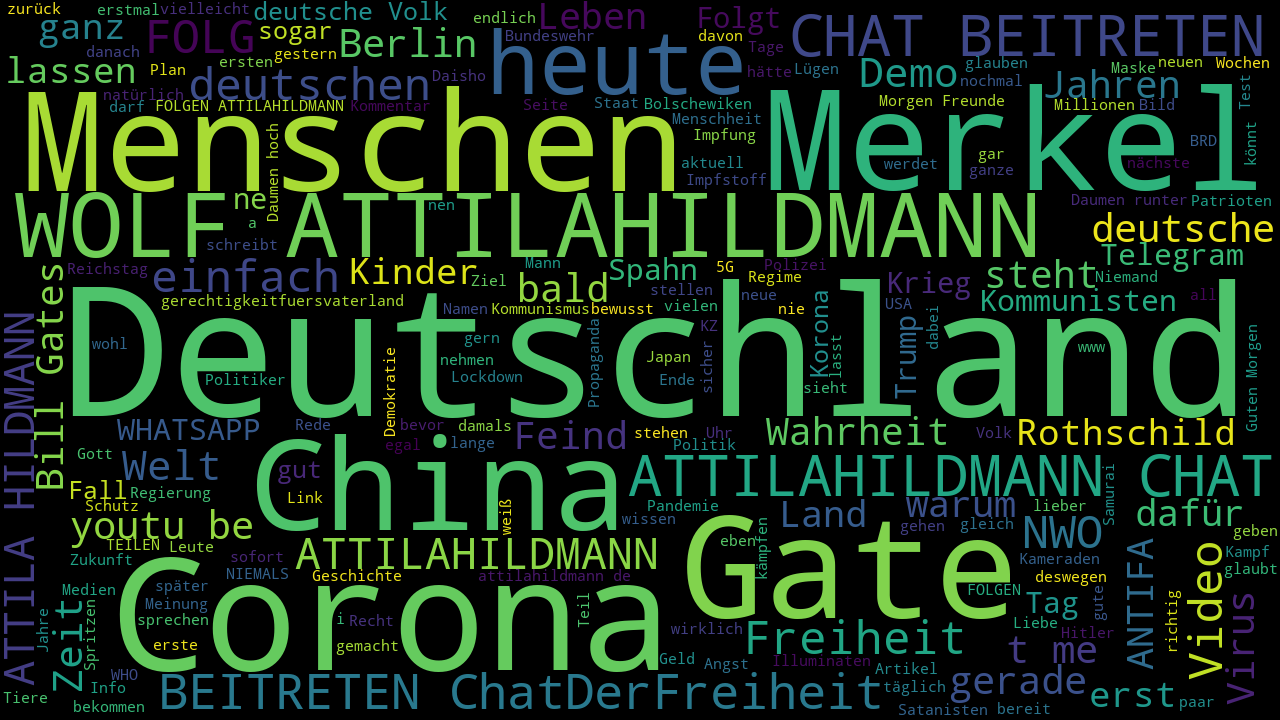 zurück erstmal vielleicht deutsche Volk endlich Leben Folgt CHAT BEITRETEN
ganz FOLG sogar Berlin Bundeswehr heute davon
danach gestern ersten Tage
lassen Plan deutschen Daisho hätte Lügen Demo glauben nochmal Jahren Maske neuen Wochen
natürlich darf FOLGEN ATTILAHILDMANN Kommentar Seite Staat Bolschewiken Morgen Freunde Millionen Bild Test
Menschen Merkel
Daumen hoch Menschheit Impfung aktuell Impfstoff werdet gar ganze nächste BRD könnt
WOLF ATTILAHILDMANN
ne a nen Daumen runter Patrioten
schreibt deutsche
Reichstag einfach Kinder Ziel Mann bald Spahn 5G Polizei Regime Krieg steht Telegram Niemand
gerechtigkeitfuersvaterland Namen Kommunismus bewusst stellen vielen neue nie USA Kommunisten all
Deutschland
Bill Gates wohl Politiker Demokratie gern nehmen Lockdown Propaganda Japan Ende KZ sicher Korona lasst sieht Trump dabei www Guten Morgen
ATTILA HILDMANN
WHATSAPP Rede bevor damals egal lange Feind stehen Uhr Politik Wahrheit Volk Rothschild
Gott Welt gut China ATTILAHILDMANN CHAT
Fall Regierung Link weiß Pandemie warum lieber Samurai
Schutz youtu be wissen Land gehen gleich NWO dafür geben
TEILEN Leute sofort ATTILAHILDMANN Gate eben kämpfen Kameraden Kampf
Zukunft NIEMALS Geschichte attilahildmann de deswegen glaubt
Medien später Corona FOLGEN ANTIFA Video
Zeit Meinung i Recht Teil Tag gute richtig Virus
Jahre Spritzen sprechen gemacht wirklich Freiheit Liebe Hitler
erste t me
WHO Geld Angst Illuminaten Artikel
Tiere Info bekommen BEITRETEN ChatDerFreiheit täglich gerade erst paar
Satanisten bereit